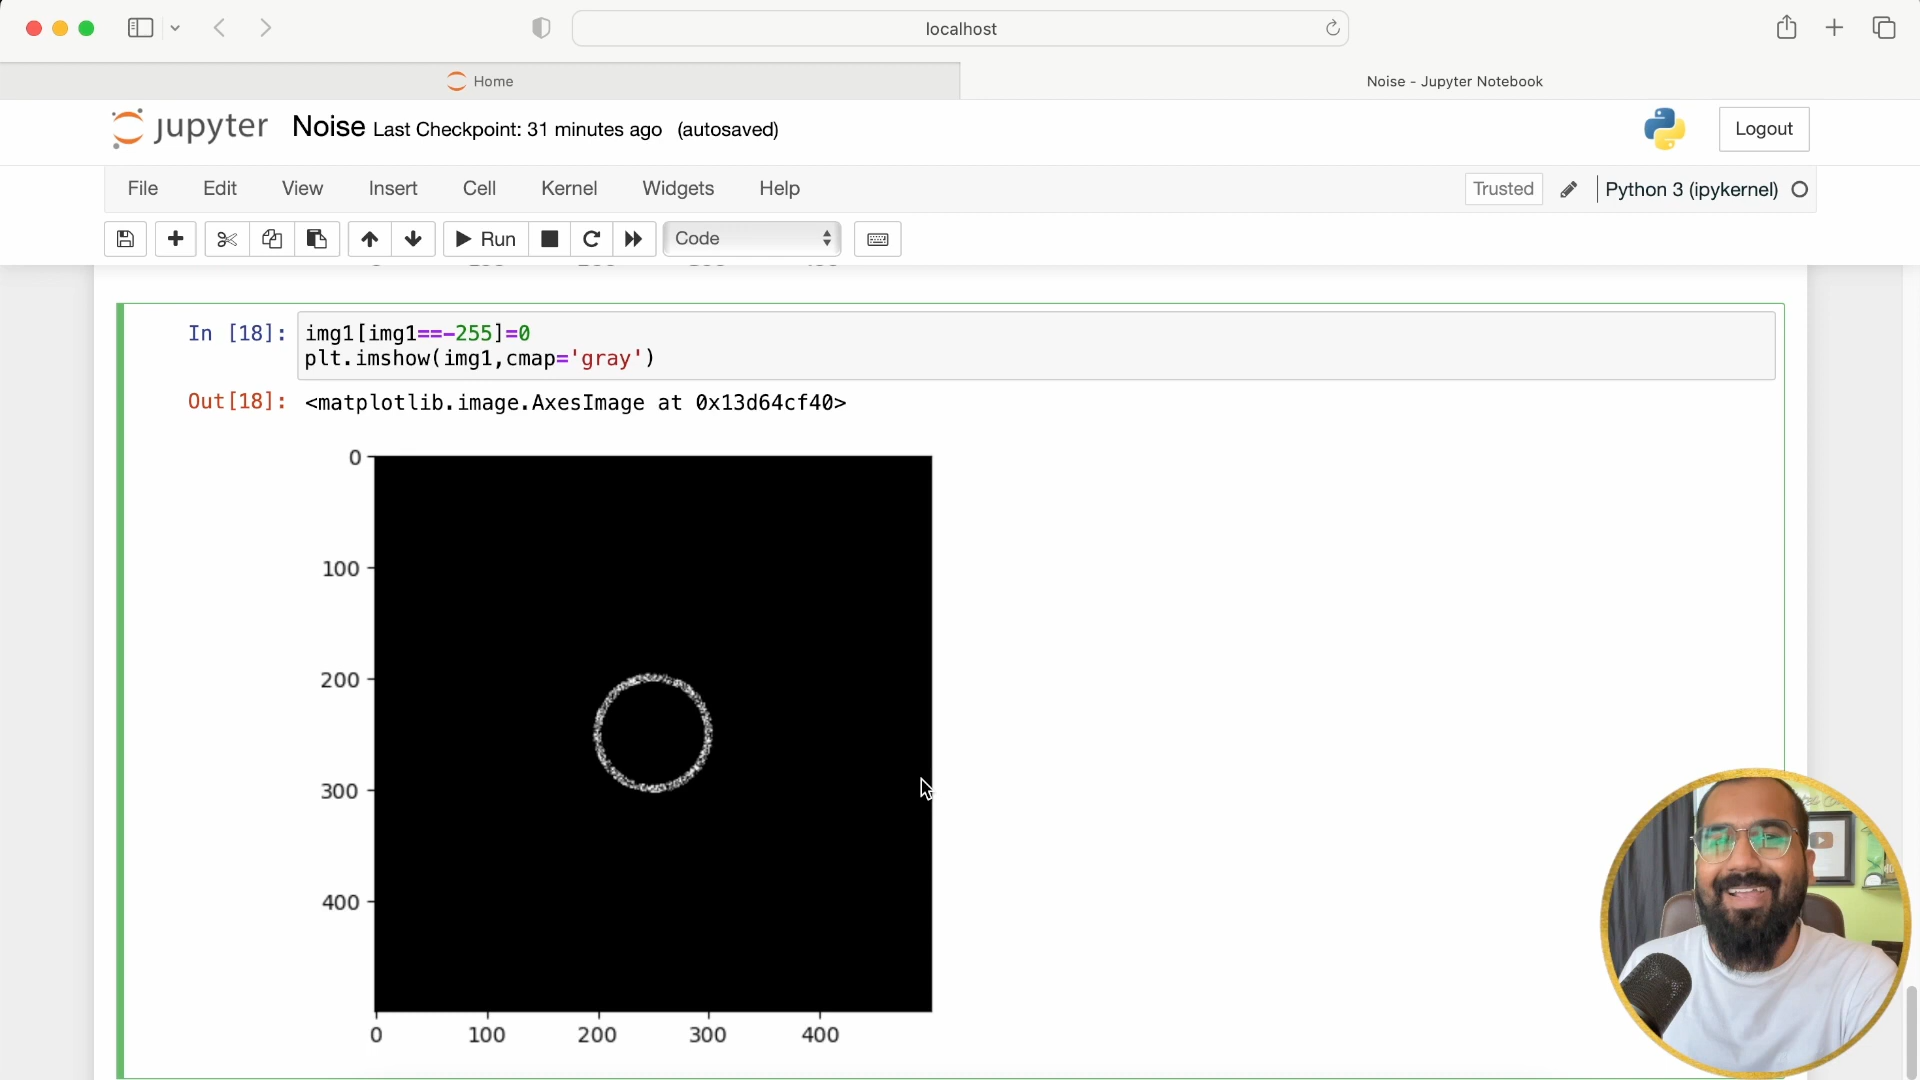 localhost
Home
Noise - Jupyter Notebook
jupyter Noise Last Checkpoint: 31 minutes ago (autosaved)
Logout
File Edit View Insert Cell Kernel Widgets Help
Trusted
Python 3 (ipykernel)
Run
Code
In [18]: img1[img1==-255]=0
plt.imshow(img1,cmap='gray')
Out[18]: <matplotlib.image.AxesImage at 0x13d64cf40>
0
100
200
300
400
0 100 200 300 400